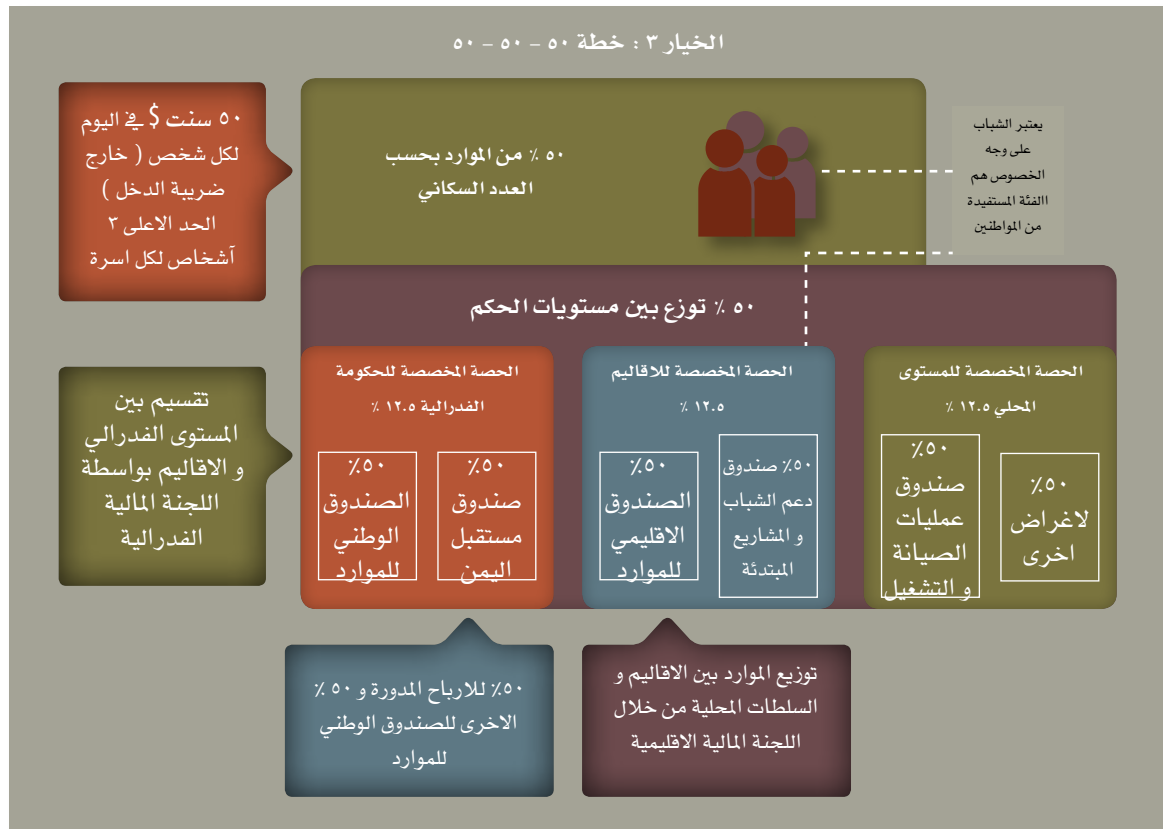 الخيار ٣ : خطة ٥٠ – ٥٠ – ٥٠
٥٠ سنت $ في اليوم
لكل شخص ( خارج
ضريبة الدخل )
الحد الاعلى ٣
آشخاص لكل اسرة
٥٠ ٪ من الموارد بحسب
العدد السكاني
يعتبر الشباب
على وجه
الخصوص هم
االفئة المستفيدة
من المواطنين
٥٠ ٪ توزع بين مستويات الحكم
الحصة المخصصة للمستوى
المحلي ١٢.٥ ٪
٥٠٪
لاغراض
اخرى
٥٠٪
صندوق
عمليات
الصيانة
و التشغيل
الحصة المخصصة للاقاليم
١٢.٥ ٪
٥٠٪ صندوق
دعم الشباب
و المشاريع
المبتدئة
٥٠٪
الصندوق
الاقليمي
للموارد
الحصة المخصصة للحكومة
الفدرالية ١٢.٥ ٪
٥٠٪
صندوق
مستقبل
اليمن
٥٠٪
الصندوق
الوطني
للموارد
تقسيم بين
المستوى الفدرالي
و الاقاليم بواسطة
اللجنة المالية
الفدرالية
توزيع الموارد بين الاقاليم و
السلطات المحلية من خلال
اللجنة المالية الاقليمية
٥٠٪ للارباح المدورة و ٥٠ ٪
الاخرى للصندوق الوطني
للموارد